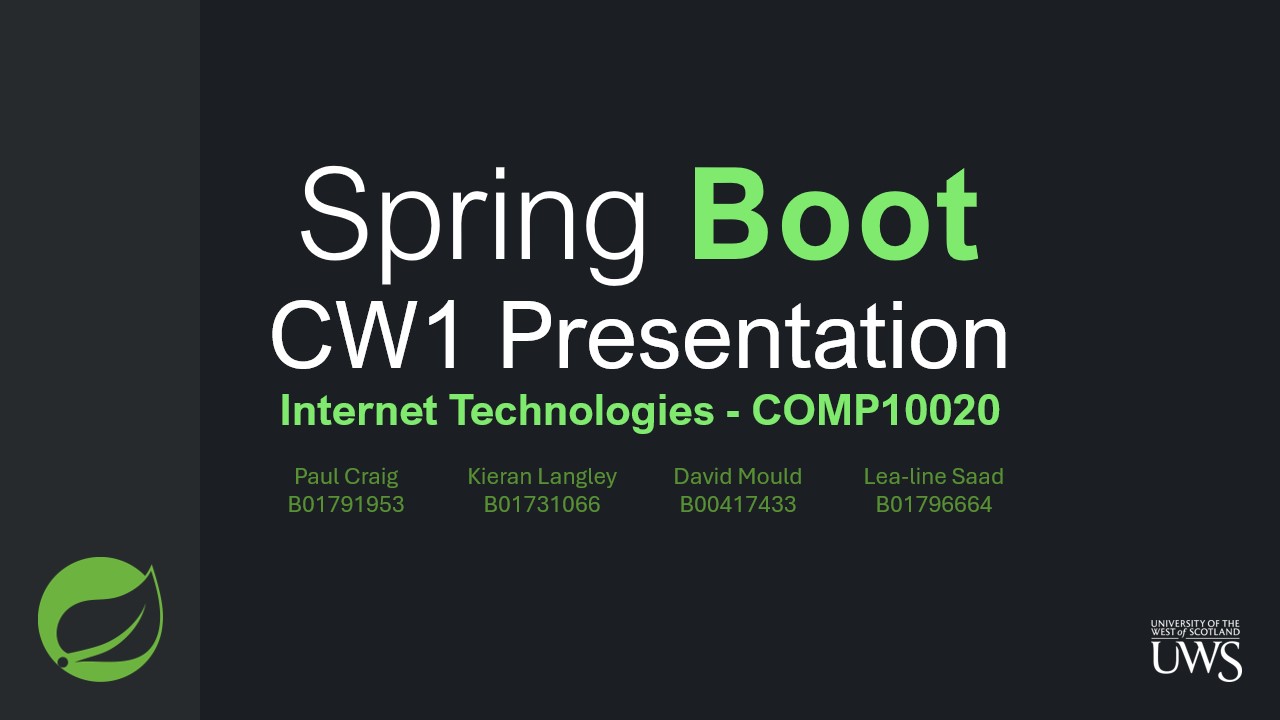 Spring Boot
CW1 Presentation
Internet Technologies - COMP10020
Paul Craig
B01791953
Kieran Langley
B01731066
David Mould
B00417433
Lea-line Saad
B01796664
UNIVERSITY OF THE
WEST of SCOTLAND
UWS